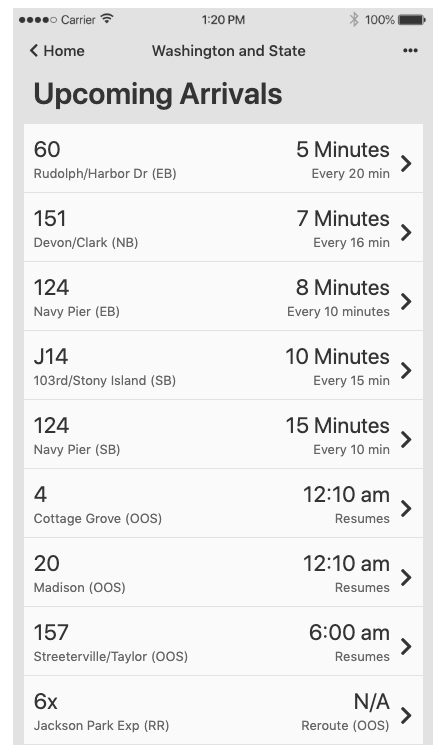 Carrier 1:20 PM 100%
Home Washington and State •••
Upcoming Arrivals
60 5 Minutes
Rudolph/Harbor Dr (EB) Every 20 min
151 7 Minutes
Devon/Clark (NB) Every 16 min
124 8 Minutes
Navy Pier (EB) Every 10 minutes
J14 10 Minutes
103rd/Stony Island (SB) Every 15 min
124 15 Minutes
Navy Pier (SB) Every 10 min
4 12:10 am
Cottage Grove (OOS) Resumes
20 12:10 am
Madison (OOS) Resumes
157 6:00 am
Streeterville/Taylor (OOS) Resumes
6x N/A
Jackson Park Exp (RR) Reroute (OOS)